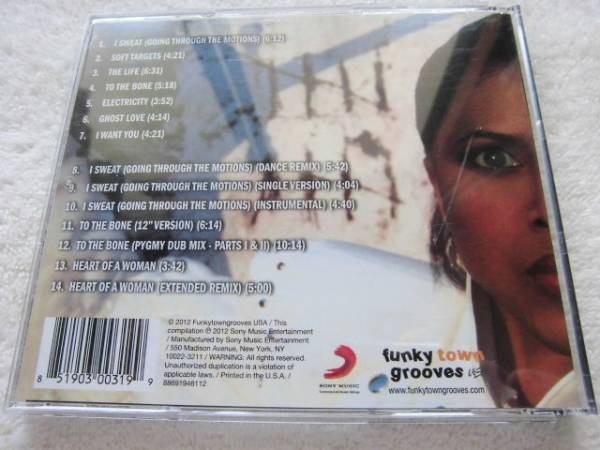 1. I SWEAT (GOING THROUGH THE MOTIONS) (6:12)
2. SOFT TARGETS (4:21)
3. THE LIFE (6:31)
4. TO THE BONE (5:18)
5. ELECTRICITY (3:52)
6. GHOST LOVE (4:14)
7. I WANT YOU (4:21)
8. I SWEAT (GOING THROUGH THE MOTIONS) (DANCE REMIX) (5:42)
9. I SWEAT (GOING THROUGH THE MOTIONS) (SINGLE VERSION) (4:04)
10. I SWEAT (GOING THROUGH THE MOTIONS) (INSTRUMENTAL) (4:40)
11. TO THE BONE (12" VERSION) (6:14)
12. TO THE BONE (PYGMY DUB MIX - PARTS I & II) (10:14)
13. HEART OF A WOMAN (3:42)
14. HEART OF A WOMAN (EXTENDED REMIX) (5:00)
© 2012 Funkytowngrooves USA / This
compilation ℗ 2012 Sony Music Entertainment
/ Manufactured by Sony Music Entertainment
/ 550 Madison Avenue, New York, NY
10022-3211 / WARNING: All rights reserved.
Unauthorized duplication is a violation of
applicable laws. / Printed in the U.S.A. /
88691946112
8 51903 00319 9
SONY MUSIC
funky town
grooves
www.funkytowngrooves.com